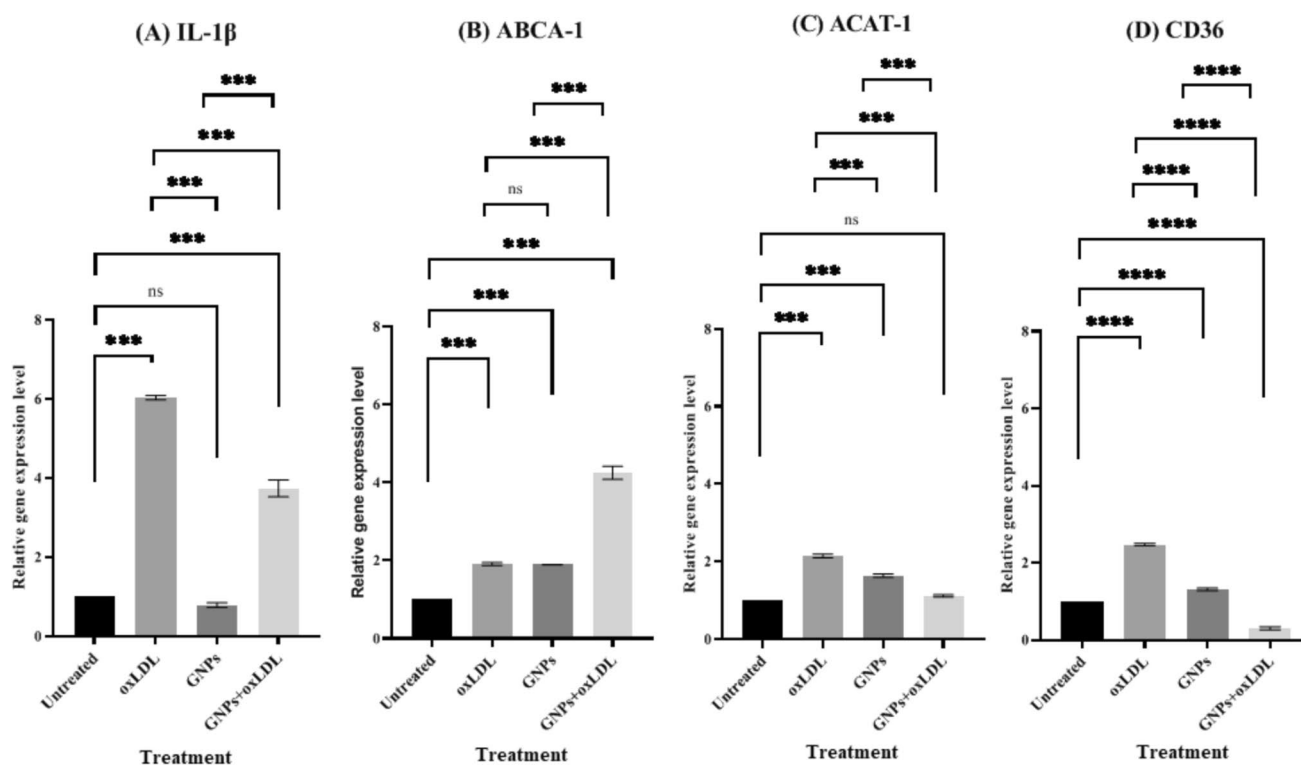 (A) IL-1β
***
***
***
***
ns
***
Relative gene expression level
8
6
4
2
0
Untreated
oxLDL
GNPs
GNPs+oxLDL
Treatment
(B) ABCA-1
***
***
ns
***
***
***
Relative gene expression level
8
6
4
2
0
Untreated
oxLDL
GNPs
GNPs+oxLDL
Treatment
(C) ACAT-1
***
***
***
ns
***
***
Relative gene expression level
8
6
4
2
0
Untreated
oxLDL
GNPs
GNPs+oxLDL
Treatment
(D) CD36
****
****
****
****
****
****
Relative gene expression level
8
6
4
2
0
Untreated
oxLDL
GNPs
GNPs+oxLDL
Treatment